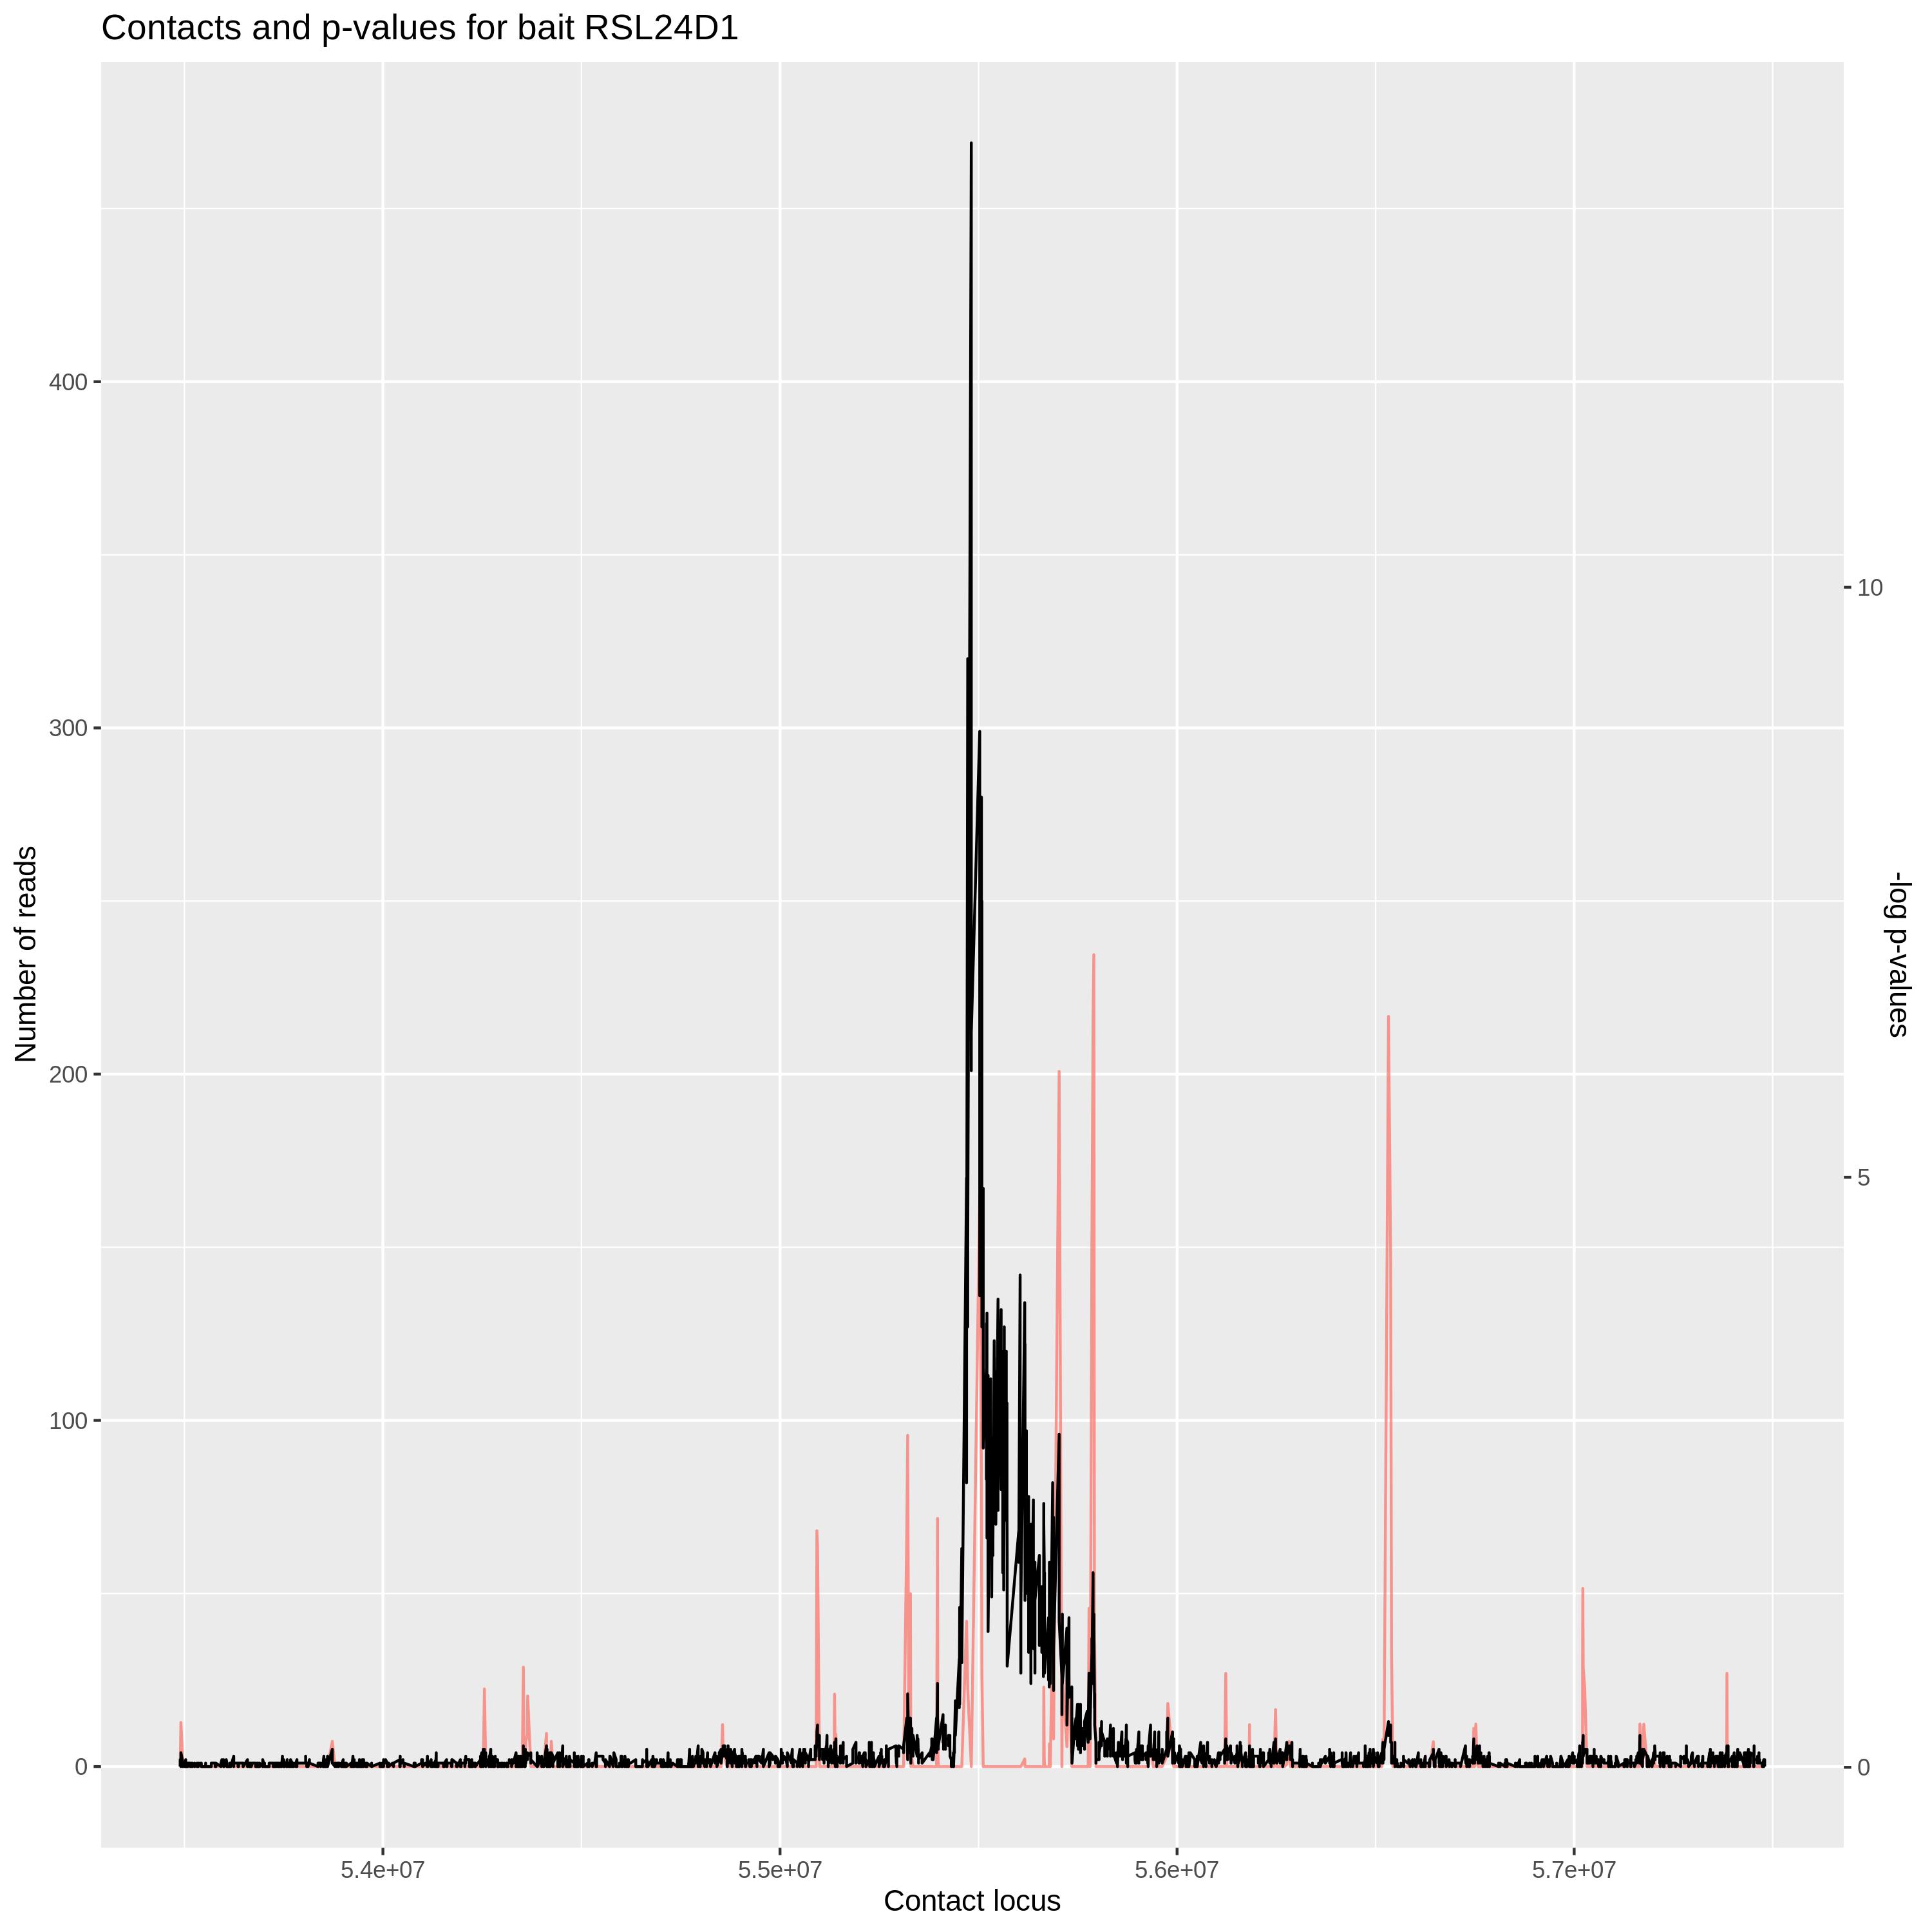 Contacts and p-values for bait RSL24D1
Number of reads
400
300
200
100
0
10
5
0
-log p-values
5.4e+07
5.5e+07
5.6e+07
5.7e+07
Contact locus